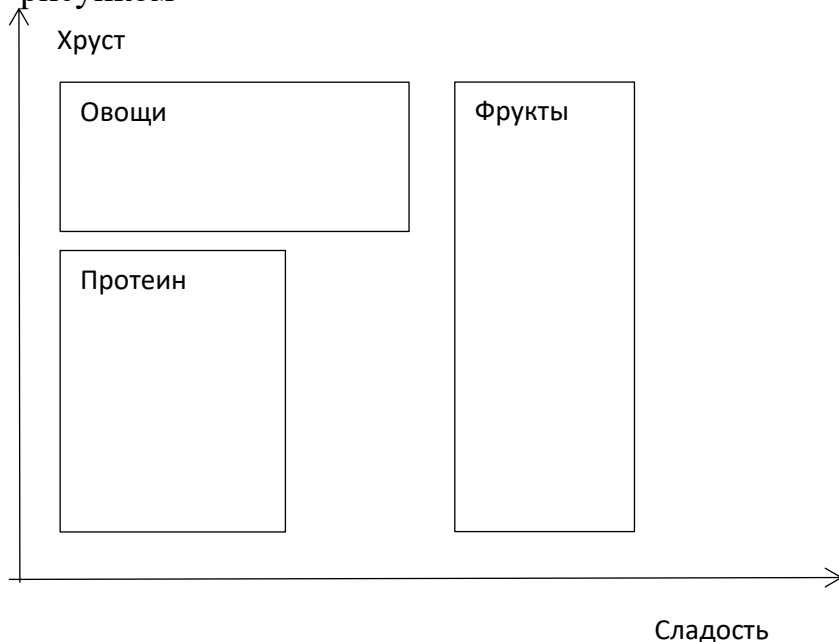 Хруст
Овощи
Фрукты
Протеин
Сладость